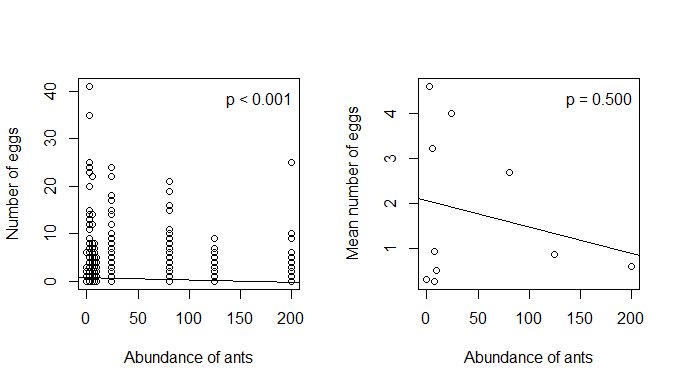 p < 0.001
Number of eggs
40
30
20
10
0
0 50 100 150 200
Abundance of ants
p = 0.500
Mean number of eggs
4
3
2
1
0 50 100 150 200
Abundance of ants